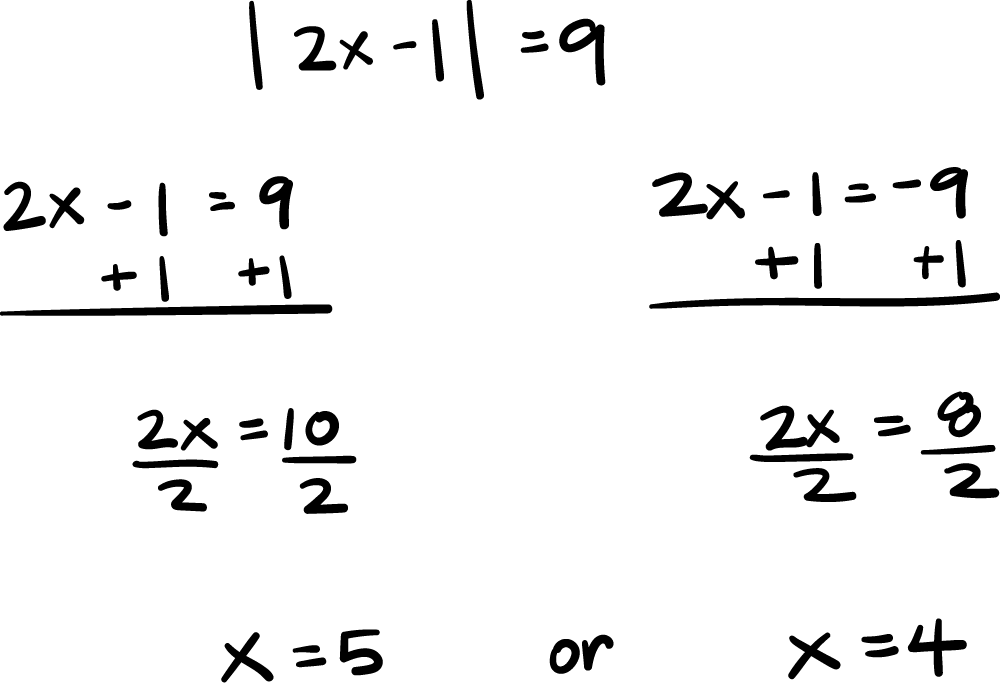 |2x-1| = 9
2x - 1 = 9    2x - 1 = -9
+1 +1    +1 +1
2x/2 = 10/2    2x/2 = 8/2
x = 5 or x = 4